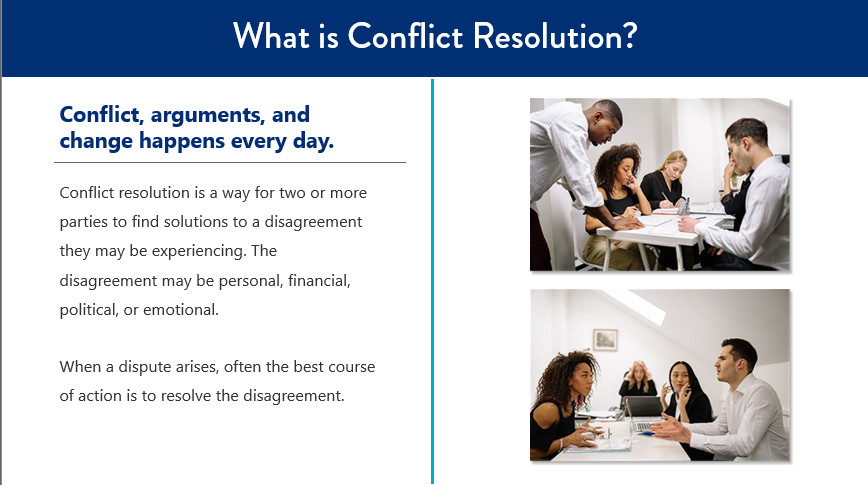 What is Conflict Resolution?
Conflict, arguments, and
change happens every day.
Conflict resolution is a way for two or more
parties to find solutions to a disagreement
they may be experiencing. The
disagreement may be personal, financial,
political, or emotional.
When a dispute arises, often the best course
of action is to resolve the disagreement.